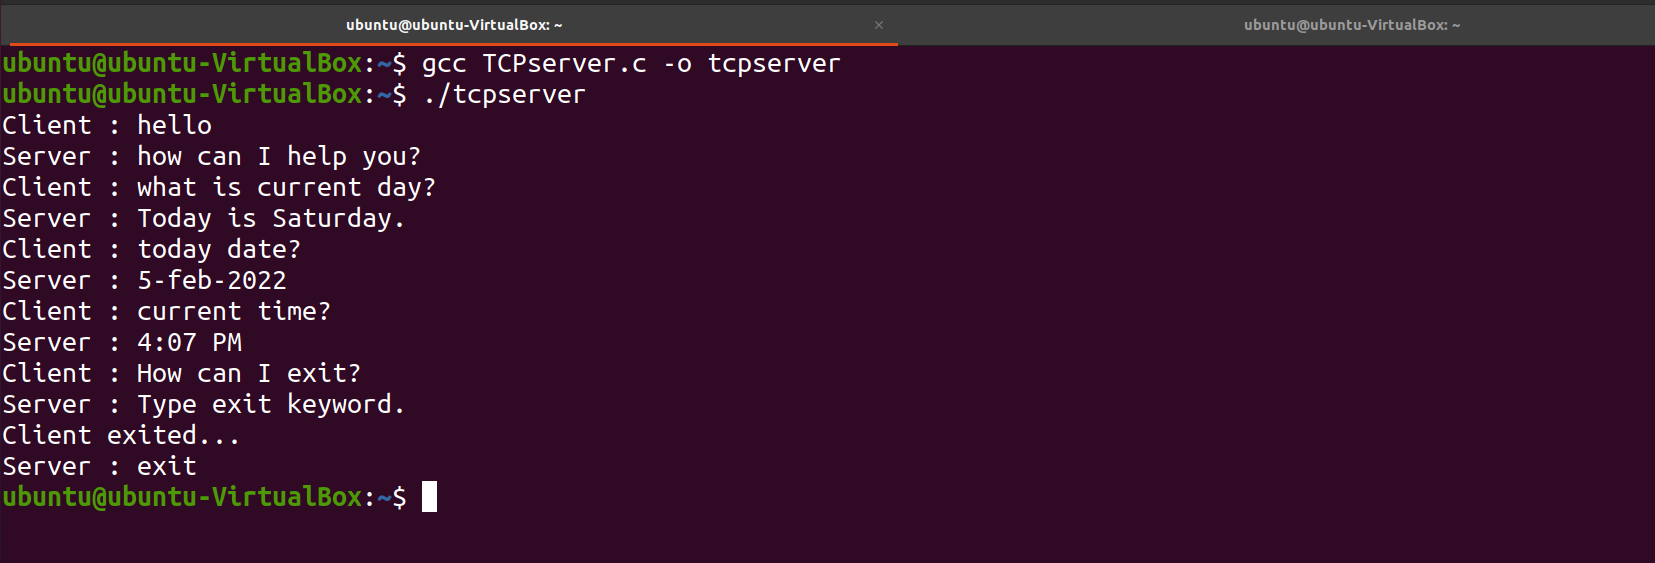 ubuntu@ubuntu-VirtualBox: ~ × ubuntu@ubuntu-VirtualBox: ~
ubuntu@ubuntu-VirtualBox:~$ gcc TCPserver.c -o tcpserver
ubuntu@ubuntu-VirtualBox:~$ ./tcpserver
Client : hello
Server : how can I help you?
Client : what is current day?
Server : Today is Saturday.
Client : today date?
Server : 5-feb-2022
Client : current time?
Server : 4:07 PM
Client : How can I exit?
Server : Type exit keyword.
Client exited...
Server : exit
ubuntu@ubuntu-VirtualBox:~$